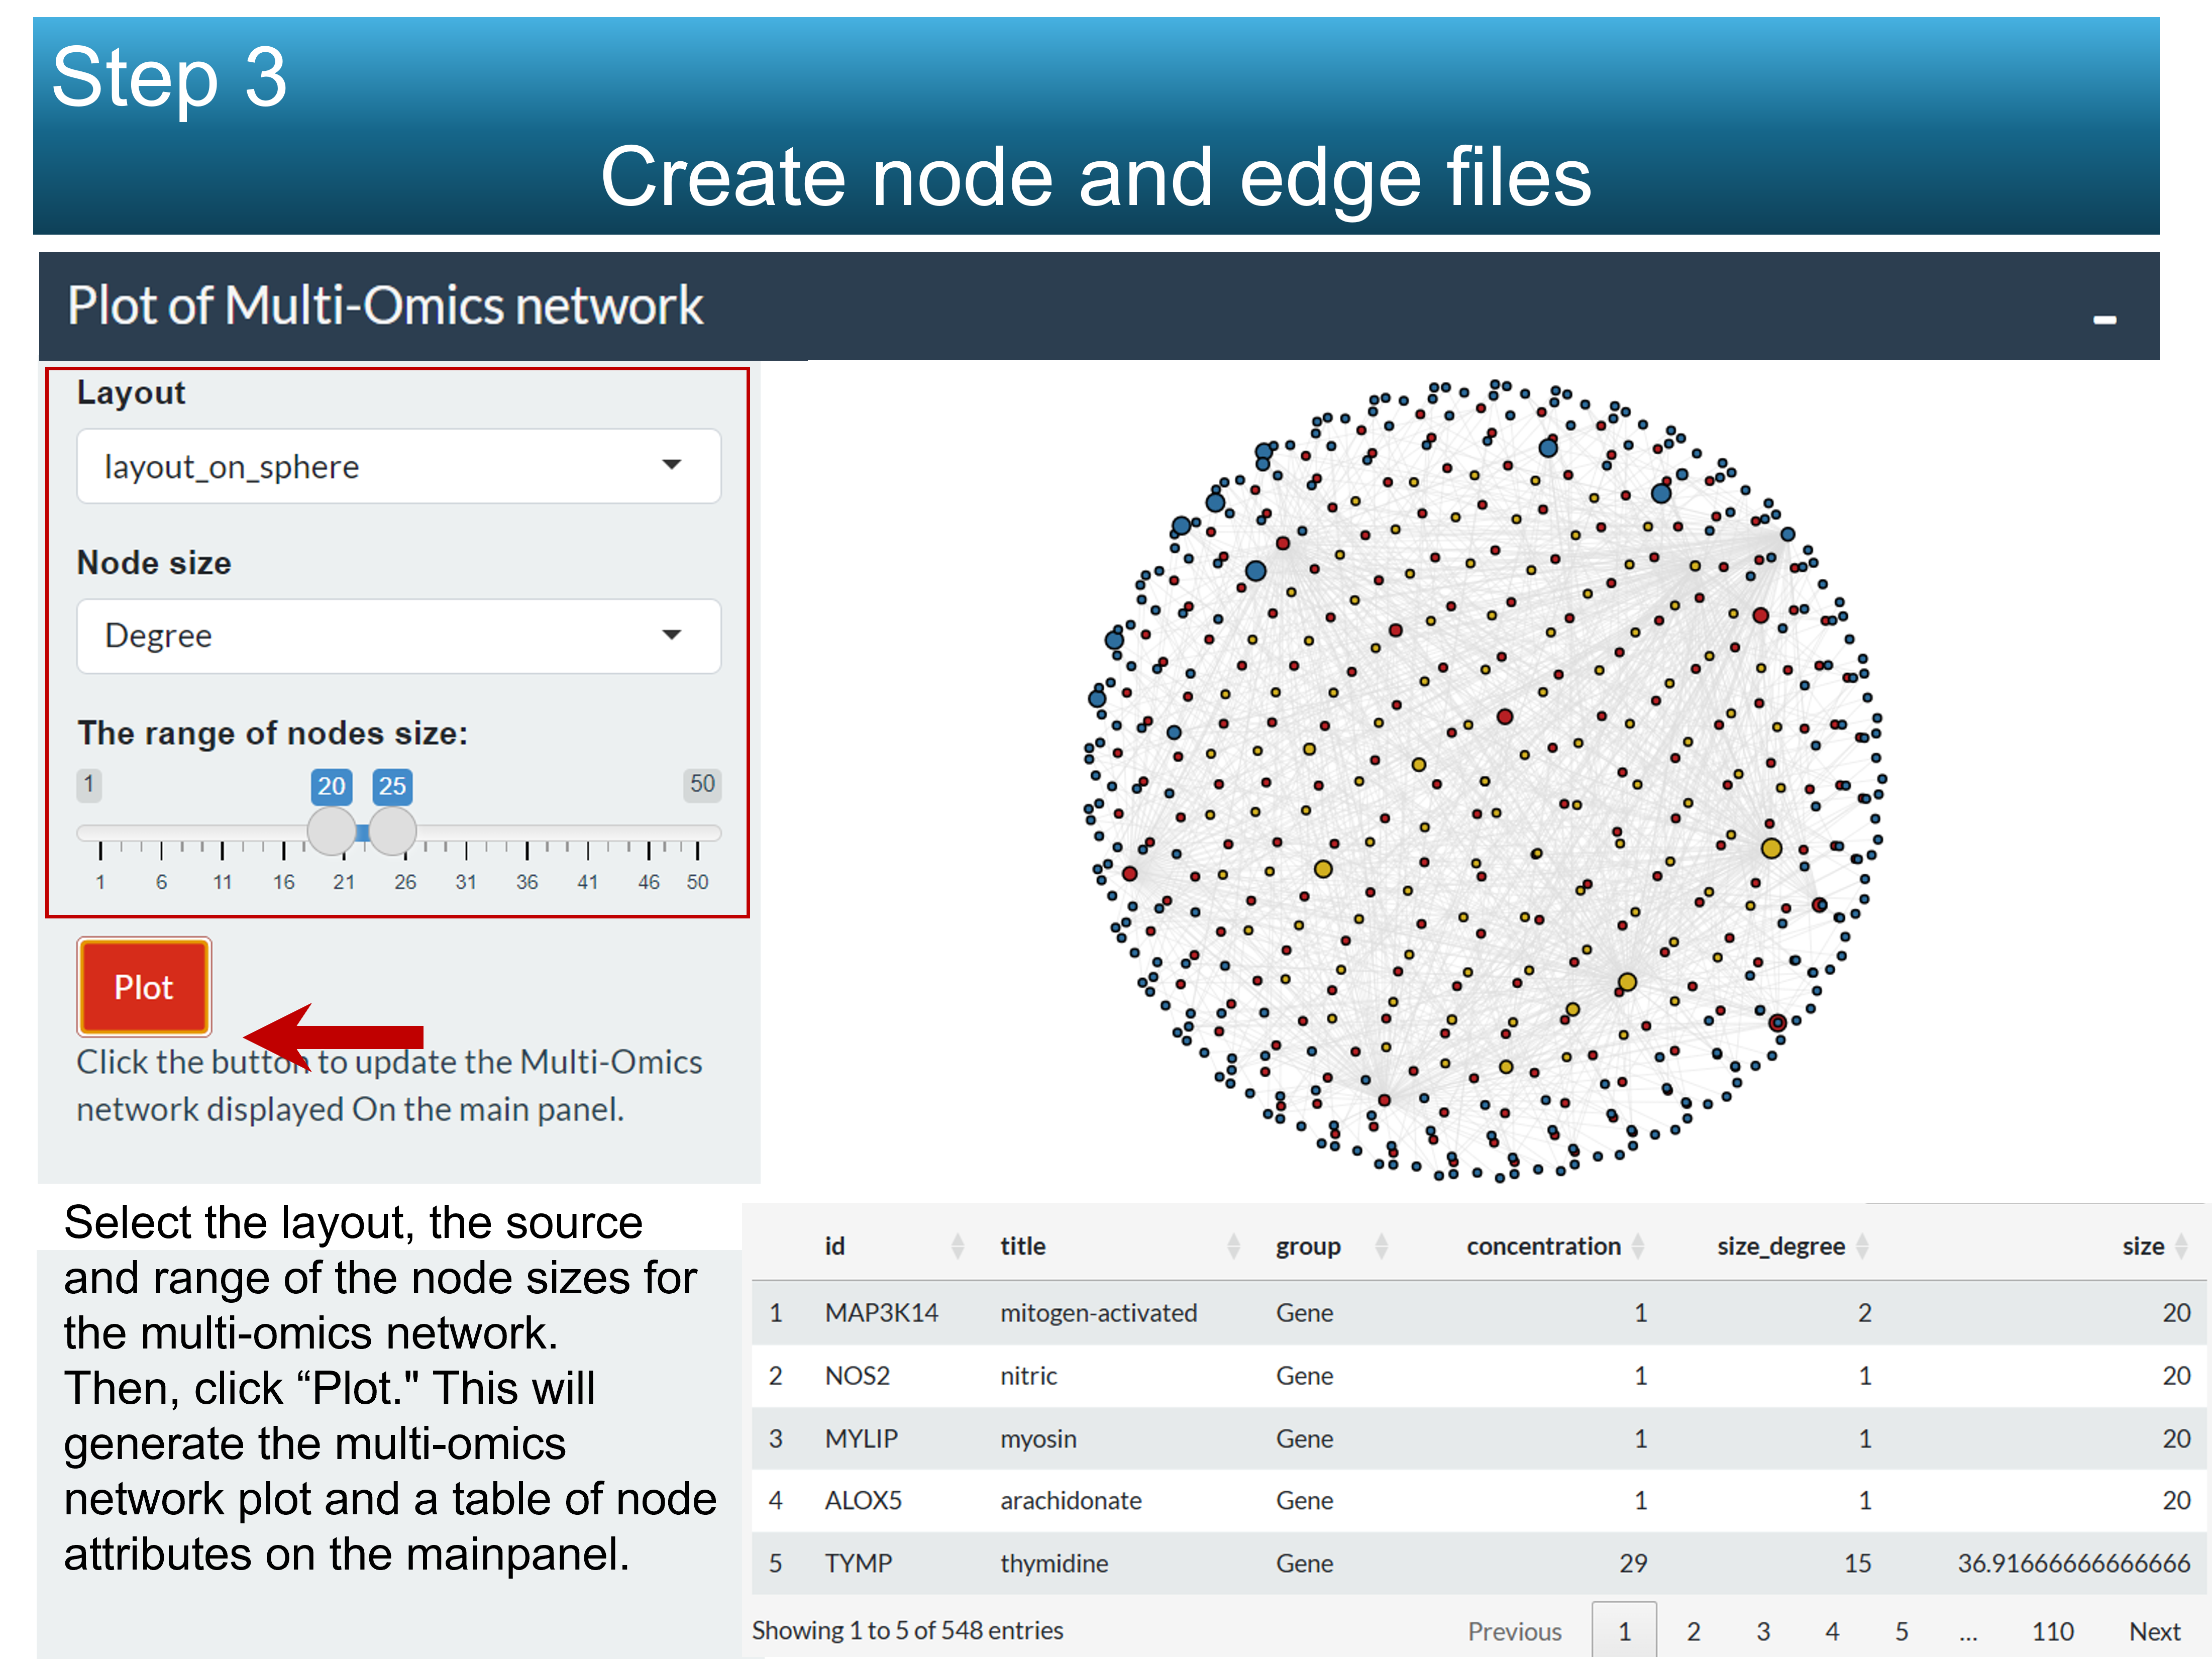 Step 3
Create node and edge files
Plot of Multi-Omics network
Layout
layout_on_sphere
Node size
Degree
The range of nodes size:
1 20 25 50
1 6 11 16 21 26 31 36 41 46 50
Plot
Click the button to update the Multi-Omics
network displayed On the main panel.
Select the layout, the source
and range of the node sizes for
the multi-omics network.
Then, click “Plot." This will
generate the multi-omics
network plot and a table of node
attributes on the mainpanel.
id title group concentration size_degree size
1 MAP3K14 mitogen-activated Gene 1 2 20
2 NOS2 nitric Gene 1 1 20
3 MYLIP myosin Gene 1 1 20
4 ALOX5 arachidonate Gene 1 1 20
5 TYMP thymidine Gene 29 15 36.91666666666666
Showing 1 to 5 of 548 entries Previous 1 2 3 4 5 ... 110 Next